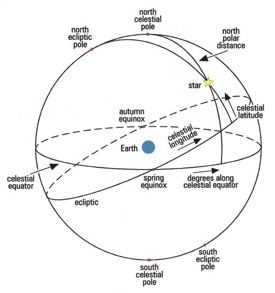 north
celestial
pole
north
ecliptic
pole
north
polar
distance
star
celestial
latitude
autumn
equinox
celestial
longitude
Earth
celestial
equator
spring
equinox
degrees along
celestial equator
ecliptic
south
ecliptic
pole
south
celestial
pole